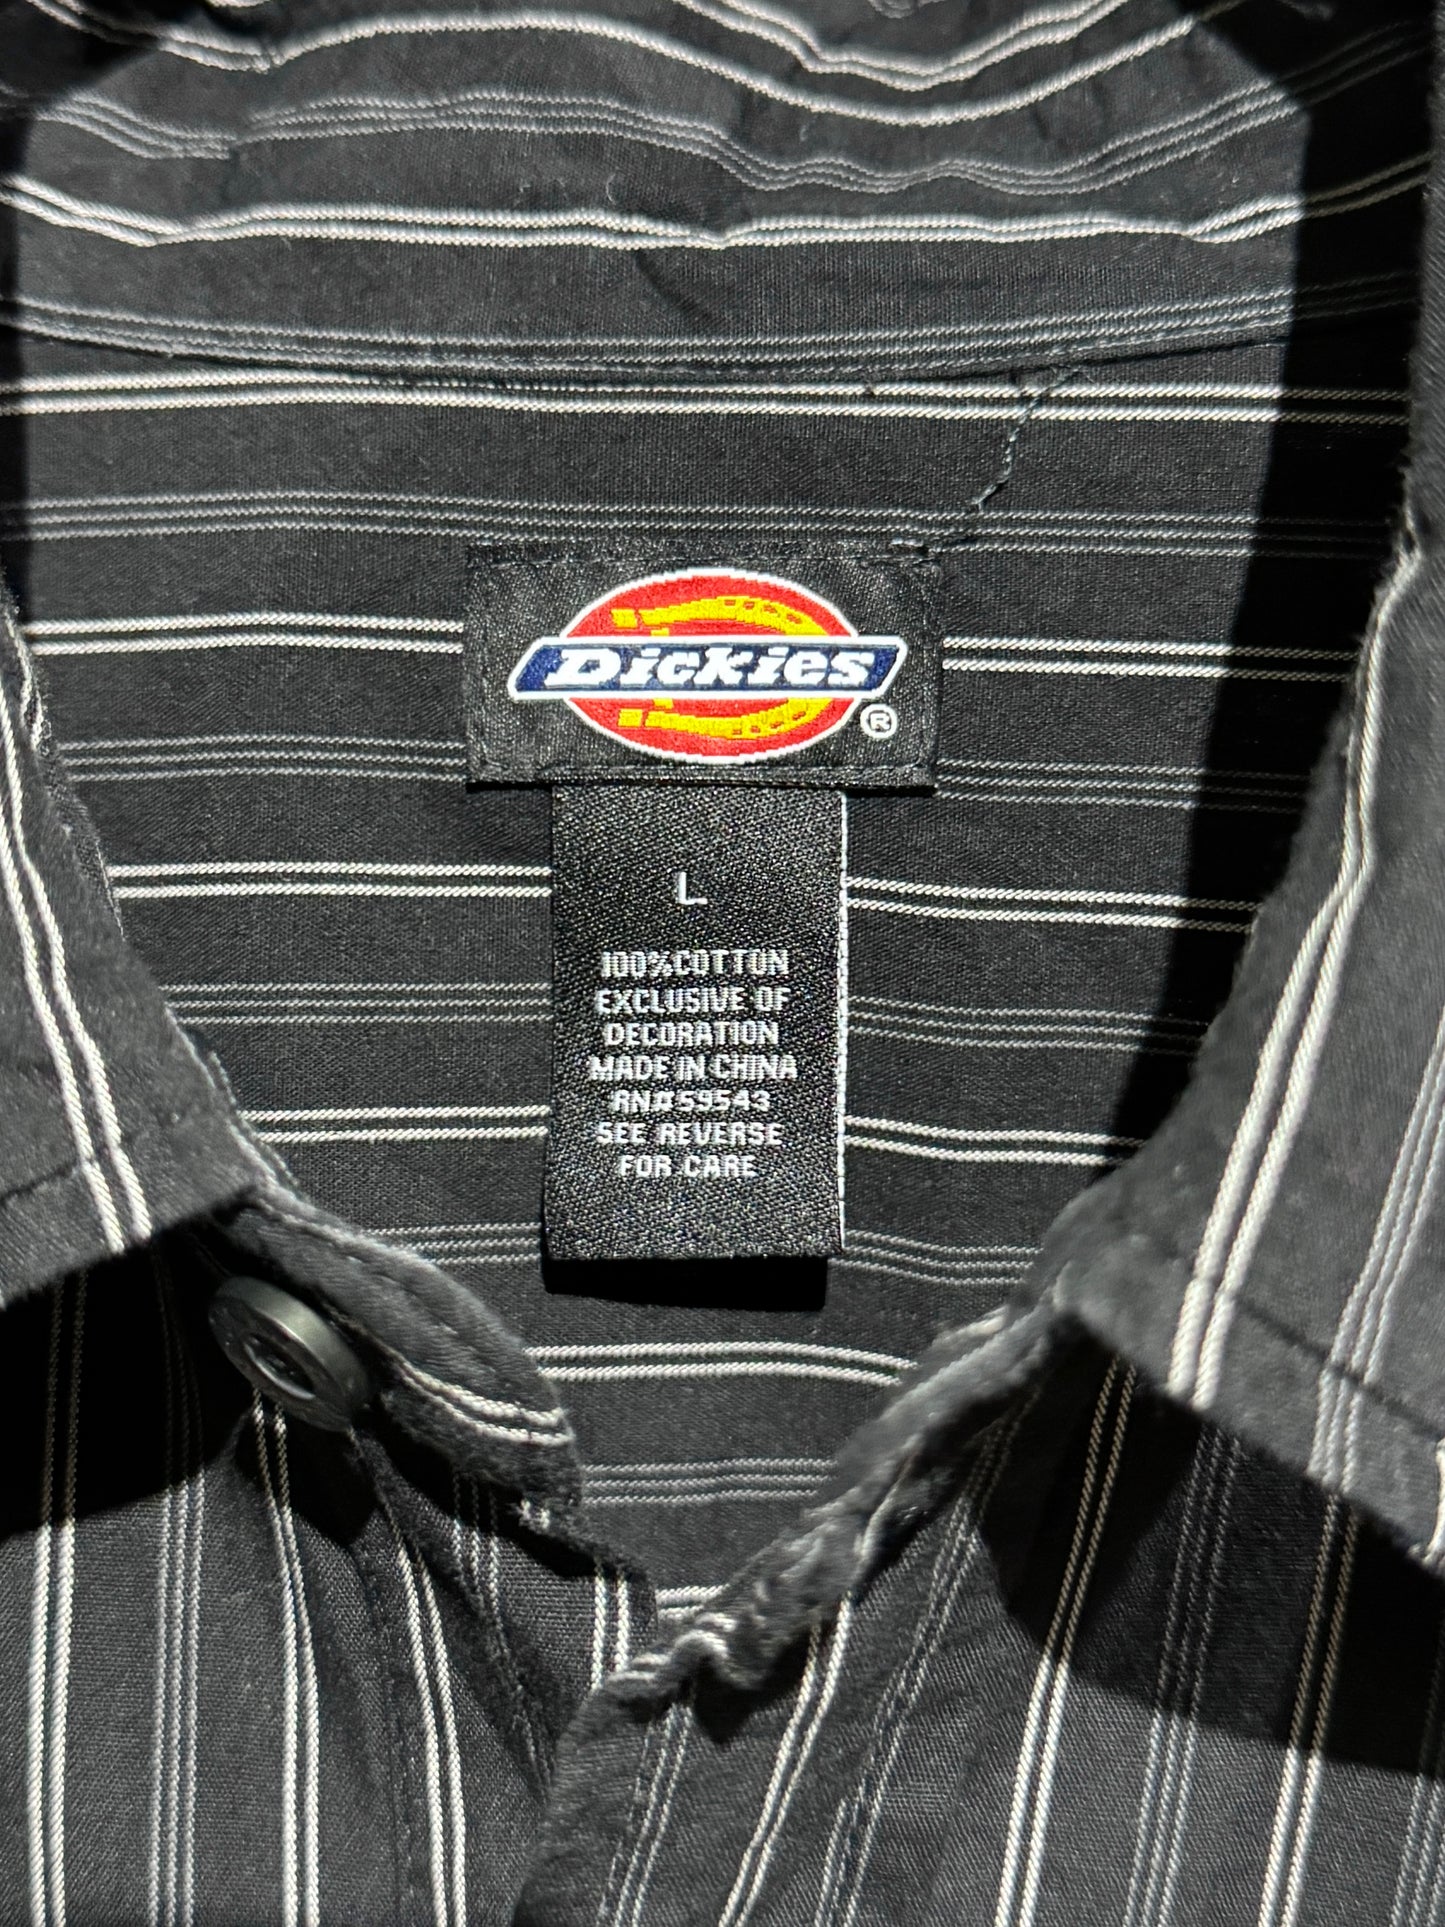 Dickies
®
L
100%COTTON
EXCLUSIVE OF
DECORATION
MADE IN CHINA
RN#59543
SEE REVERSE
FOR CARE